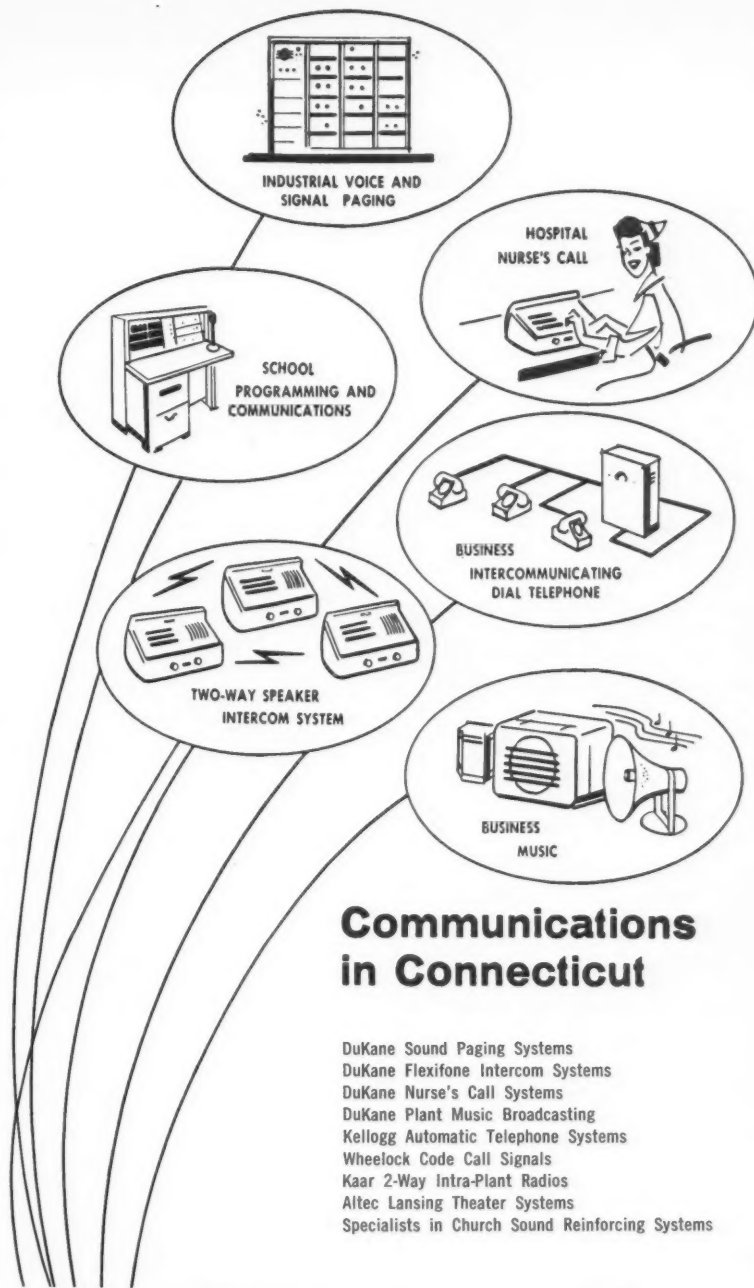 INDUSTRIAL VOICE AND
SIGNAL PAGING
HOSPITAL
NURSE'S CALL
SCHOOL
PROGRAMMING AND
COMMUNICATIONS
BUSINESS
INTERCOMMUNICATING
DIAL TELEPHONE
TWO-WAY SPEAKER
INTERCOM SYSTEM
BUSINESS
MUSIC
Communications
in Connecticut
DuKane Sound Paging Systems
DuKane Flexifone Intercom Systems
DuKane Nurse's Call Systems
DuKane Plant Music Broadcasting
Kellogg Automatic Telephone Systems
Wheelock Code Call Signals
Kaar 2-Way Intra-Plant Radios
Altec Lansing Theater Systems
Specialists in Church Sound Reinforcing Systems